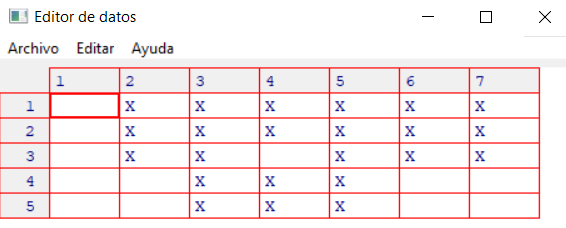 Editor de datos
Archivo Editar Ayuda
1 2 3 4 5 6 7
1 X X X X X X
2 X X X X X X
3 X X X X X
4 X X X
5 X X X